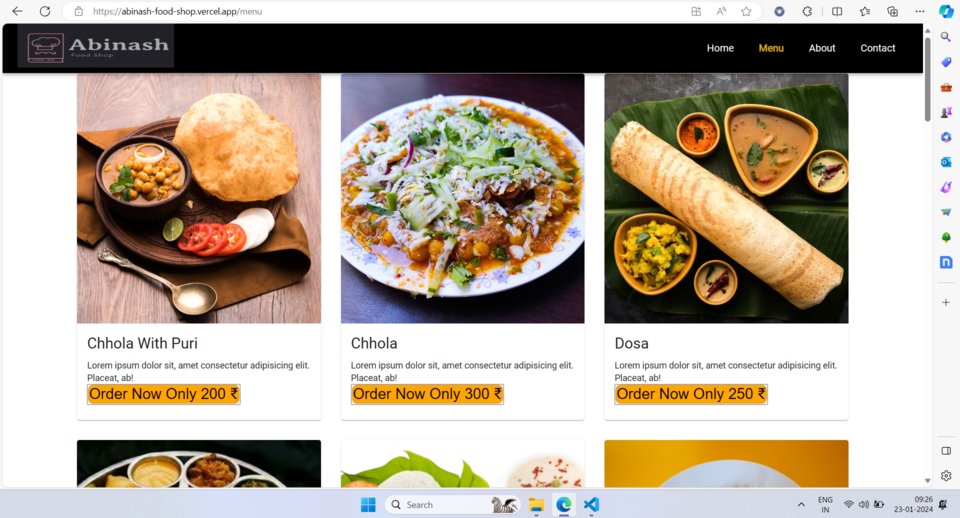 https://abinash-food-shop.vercel.app/menu
Abinash
Food Shop
Home Menu About Contact
Chhola With Puri
Lorem ipsum dolor sit, amet consectetur adipisicing elit.
Placeat, ab!
Order Now Only 200 ₹
Chhola
Lorem ipsum dolor sit, amet consectetur adipisicing elit.
Placeat, ab!
Order Now Only 300 ₹
Dosa
Lorem ipsum dolor sit, amet consectetur adipisicing elit.
Placeat, ab!
Order Now Only 250 ₹
Search
ENG
IN
09:26
23-01-2024